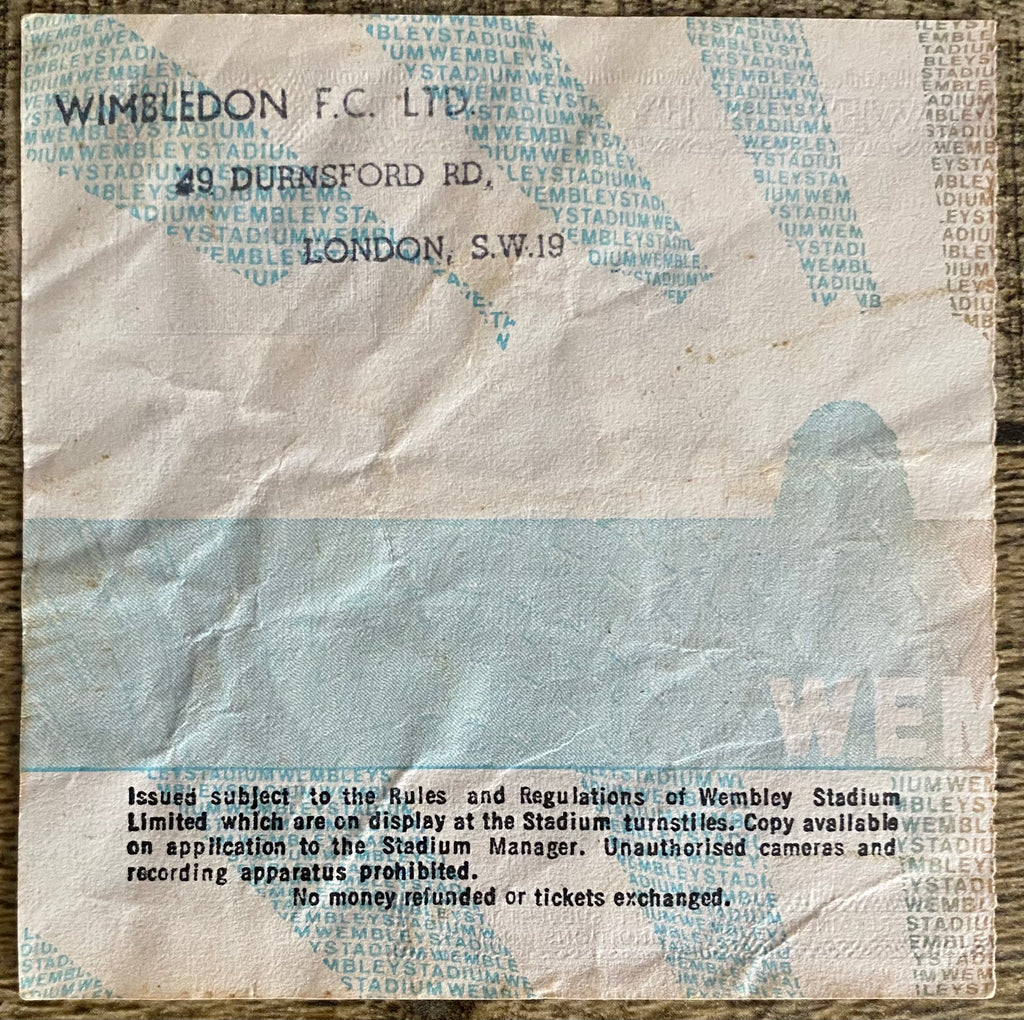 WIMBLEDON F.C. LTD.
49 DURNSFORD RD,
LONDON, S.W.19
WEM
Issued subject to the Rules and Regulations of Wembley Stadium
Limited which are on display at the Stadium turnstiles. Copy available
on application to the Stadium Manager. Unauthorised cameras and
recording apparatus prohibited.
No money refunded or tickets exchanged.